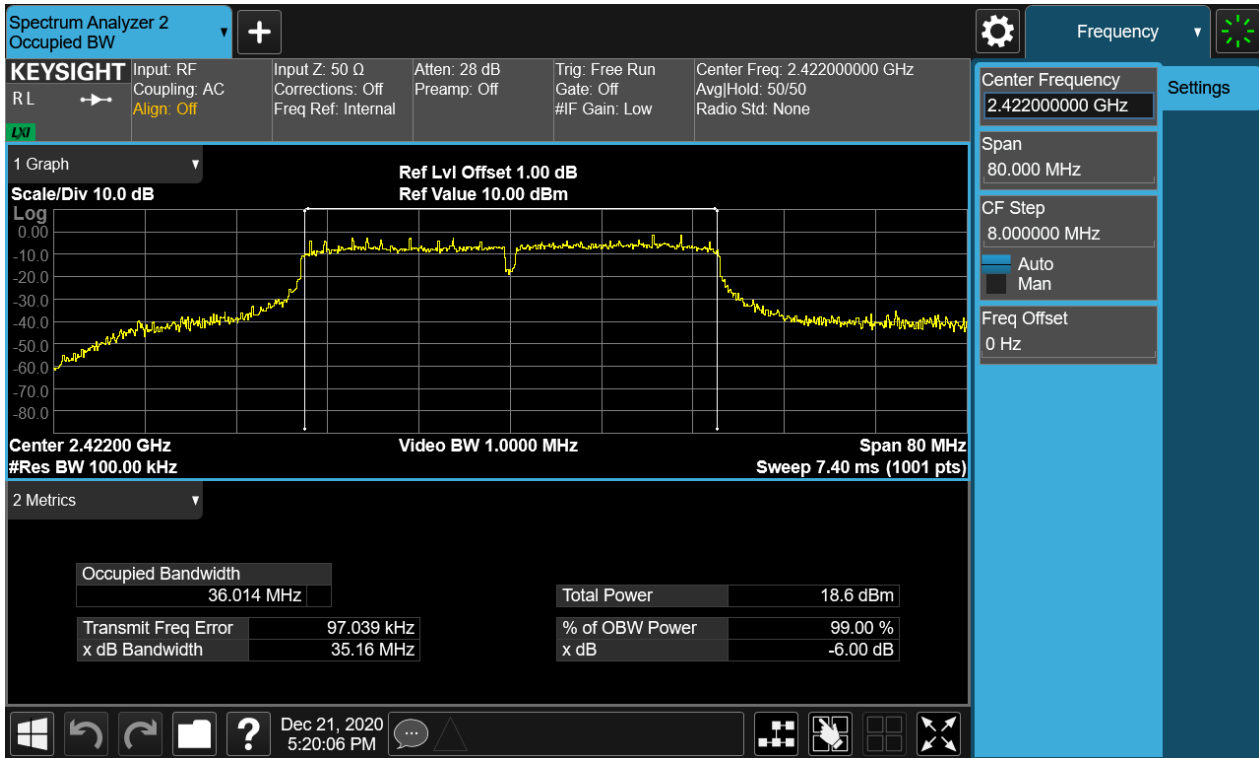 Spectrum Analyzer 2
Occupied BW
+
Frequency
KEYSIGHT
R L
LXI
Input: RF
Coupling: AC
Align: Off
Input Z: 50 Ω
Corrections: Off
Freq Ref: Internal
Atten: 28 dB
Preamp: Off
Trig: Free Run
Gate: Off
#IF Gain: Low
Center Freq: 2.422000000 GHz
Avg|Hold: 50/50
Radio Std: None
Center Frequency
2.422000000 GHz
Settings
Span
80.000 MHz
CF Step
8.000000 MHz
Auto
Man
Freq Offset
0 Hz
1 Graph
Scale/Div 10.0 dB
Ref Lvl Offset 1.00 dB
Ref Value 10.00 dBm
Log
0.00
-10.0
-20.0
-30.0
-40.0
-50.0
-60.0
-70.0
-80.0
Center 2.42200 GHz
#Res BW 100.00 kHz
Video BW 1.0000 MHz
Span 80 MHz
Sweep 7.40 ms (1001 pts)
2 Metrics
Occupied Bandwidth
36.014 MHz
Total Power 18.6 dBm
Transmit Freq Error 97.039 kHz
% of OBW Power 99.00 %
x dB Bandwidth 35.16 MHz
x dB -6.00 dB
?
Dec 21, 2020
5:20:06 PM